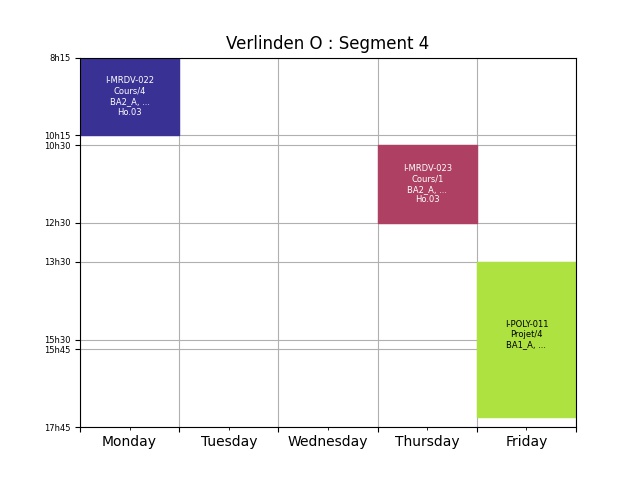 Verlinden O : Segment 4
8h15
I-MRDV-022
Cours/4
BA2_A, ...
Ho.03
10h15
10h30
I-MRDV-023
Cours/1
BA2_A, ...
Ho.03
12h30
13h30
I-POLY-011
Projet/4
BA1_A, ...
15h30
15h45
17h45
Monday Tuesday Wednesday Thursday Friday